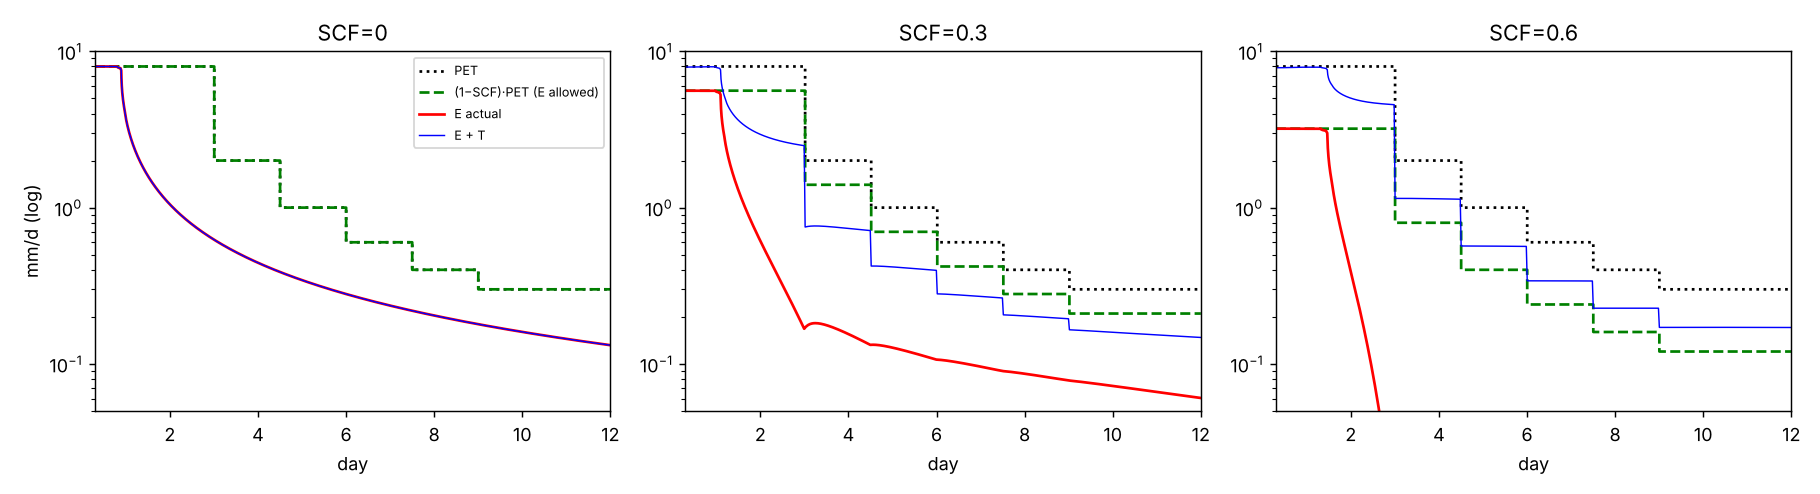 SCF=0
SCF=0.3
SCF=0.6
mm/d (log)
10¹
10⁰
10⁻¹
PET
(1−SCF)·PET (E allowed)
E actual
E + T
2 4 6 8 10 12
day
10¹
10⁰
10⁻¹
2 4 6 8 10 12
day
10¹
10⁰
10⁻¹
2 4 6 8 10 12
day